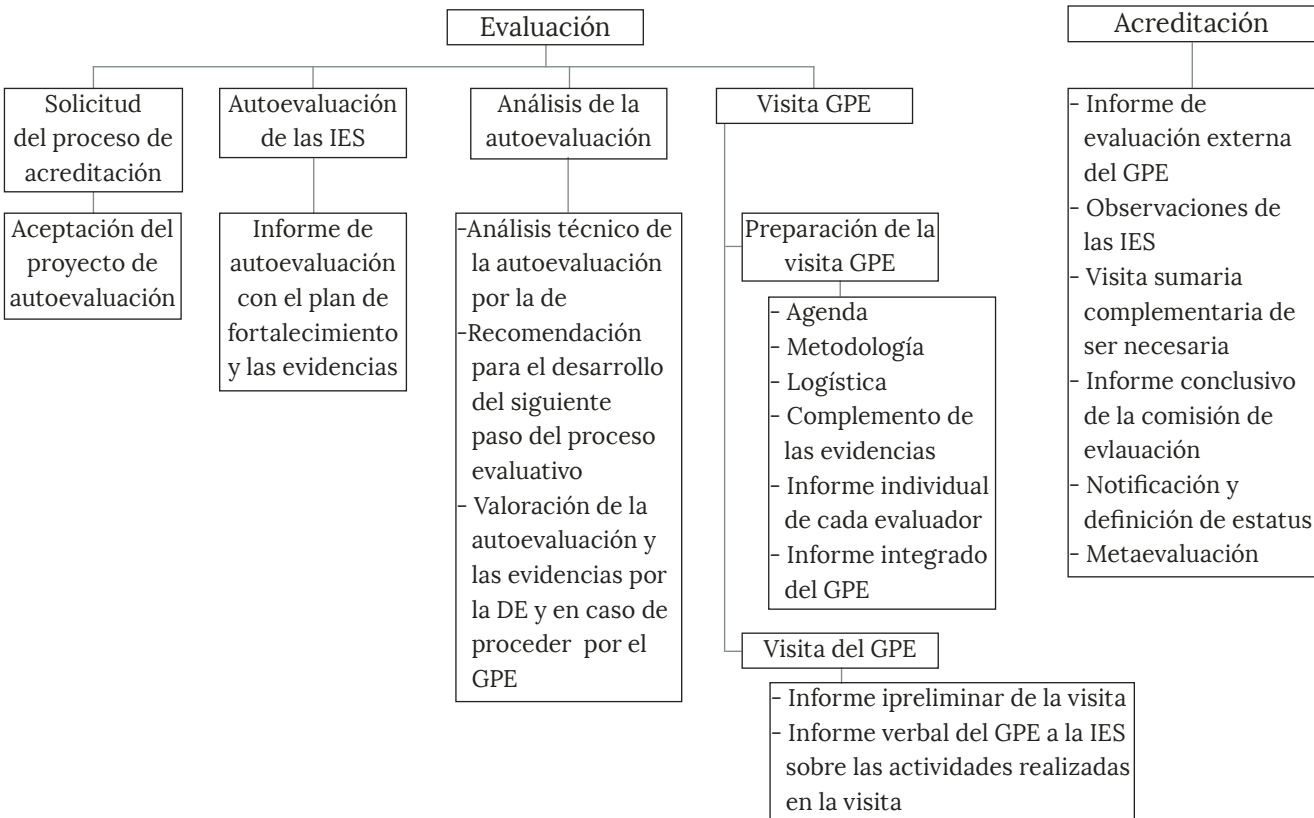 Evaluación
Solicitud
del proceso de
acreditación
Aceptación del
proyecto de
autoevaluación
Autoevaluación
de las IES
Informe de
autoevaluación
con el plan de
fortalecimiento
y las evidencias
Análisis de la
autoevaluación
-Análisis técnico de
la autoevaluación
por la de
-Recomendación
para el desarrollo
del siguiente
paso del proceso
evaluativo
- Valoración de la
autoevaluación y
las evidencias por
la DE y en caso de
proceder por el
GPE
Visita GPE
Preparación de la
visita GPE
- Agenda
- Metodología
- Logística
- Complemento de
las evidencias
- Informe individual
de cada evaluador
- Informe integrado
del GPE
Visita del GPE
- Informe ipreliminar de la visita
- Informe verbal del GPE a la IES
sobre las actividades realizadas
en la visita
Acreditación
- Informe de
evaluación externa
del GPE
- Observaciones de
las IES
- Visita sumaria
complementaria de
ser necesaria
- Informe conclusivo
de la comisión de
evlauación
- Notificación y
definición de estatus
- Metaevaluación